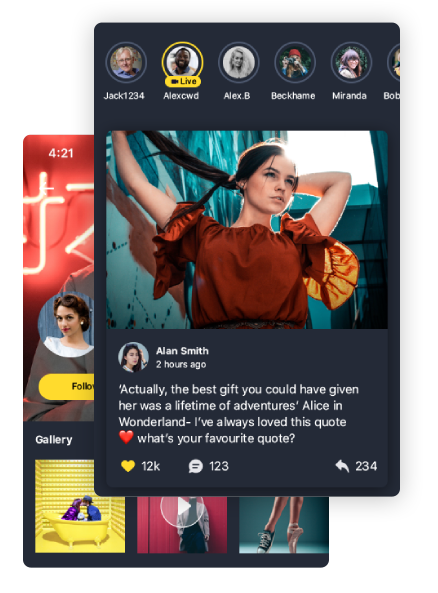 Live
Jack1234 Alexcwd Alex.B Beckhame Miranda Bob
4:21
Alan Smith
2 hours ago
‘Actually, the best gift you could have given
her was a lifetime of adventures’ Alice in
Wonderland- I’ve always loved this quote
❤️ what’s your favourite quote?
12k 123 234
Follow
Gallery